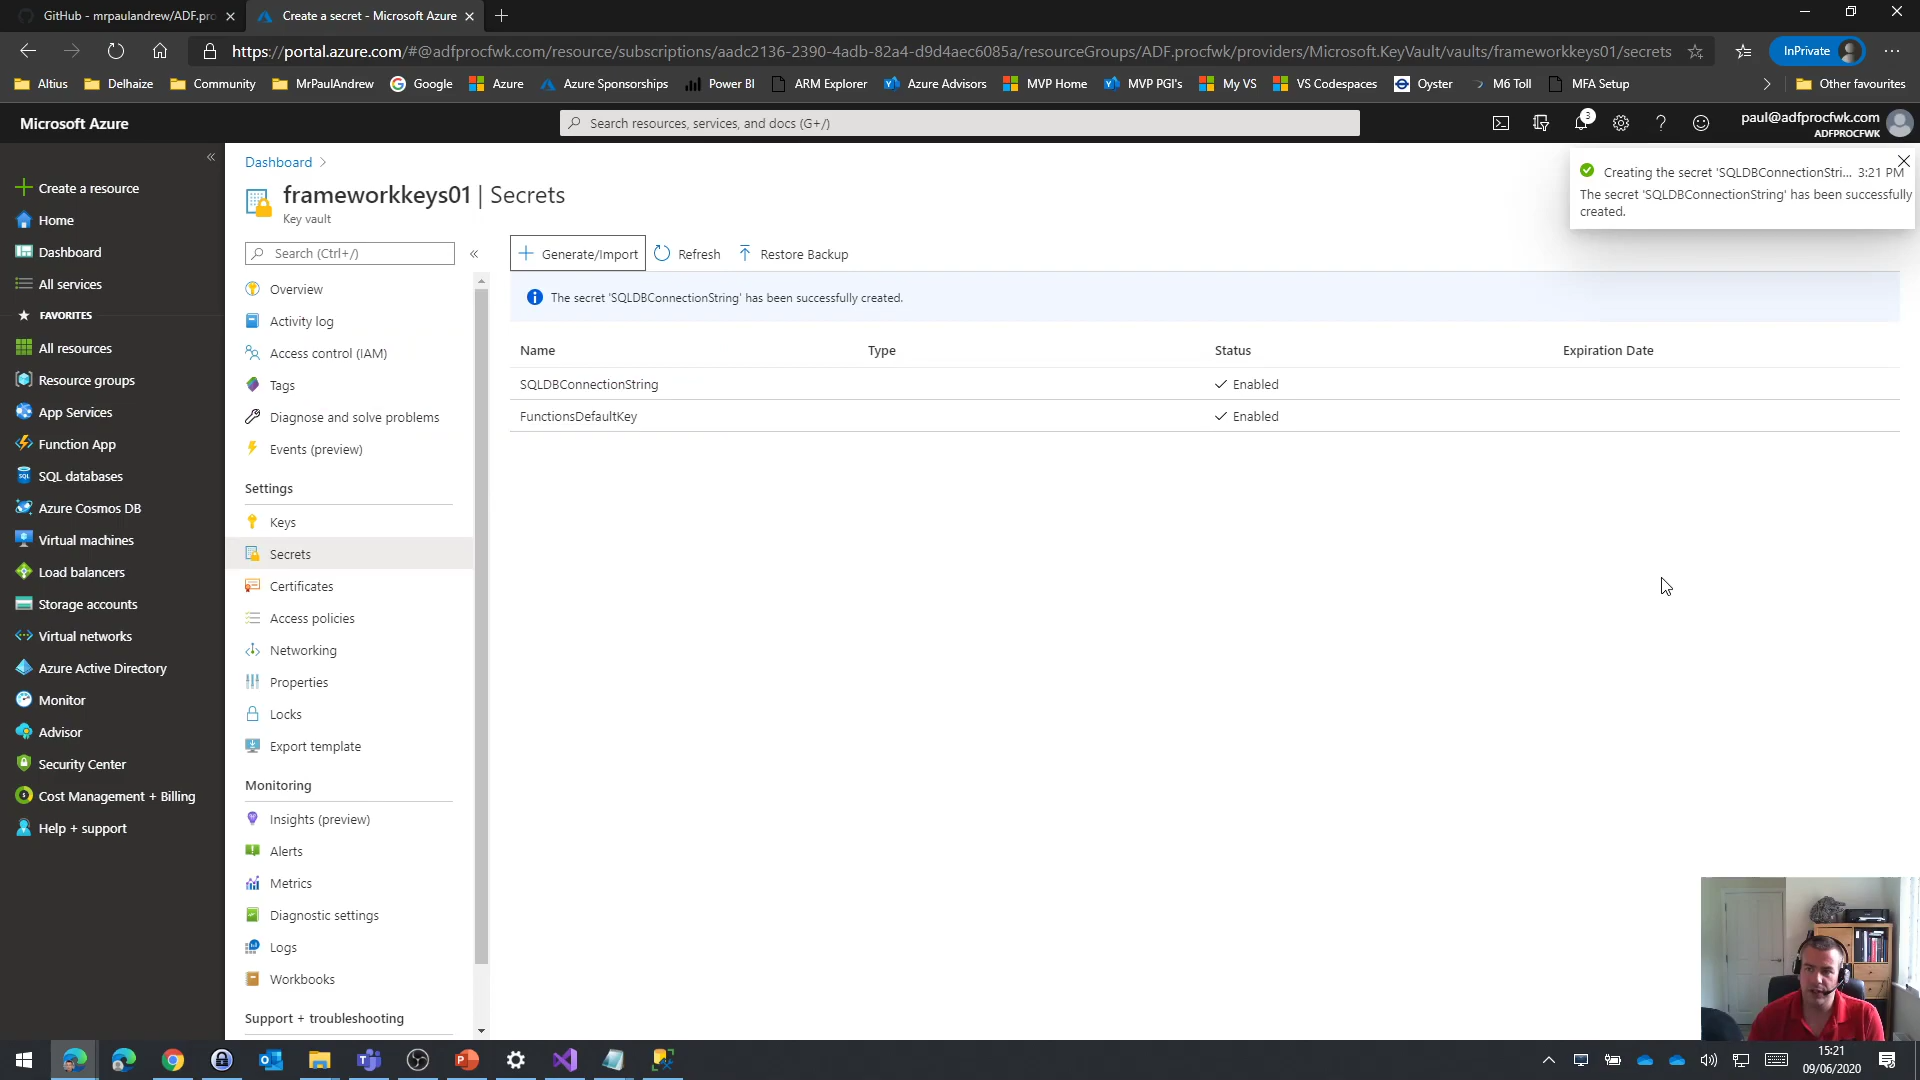 GitHub - mrpaulandrew/ADF.pro
Create a secret - Microsoft Azure
https://portal.azure.com/#@adfprocfwk.com/resource/subscriptions/aadc2136-2390-4adb-82a4-d9d4aec6085a/resourceGroups/ADF.procfwk/providers/Microsoft.KeyVault/vaults/frameworkkeys01/secrets
InPrivate
Altius
Delhaize
Community
MrPaulAndrew
Google
Azure
Azure Sponsorships
Power BI
ARM Explorer
Azure Advisors
MVP Home
MVP PGI's
My VS
VS Codespaces
Oyster
M6 Toll
MFA Setup
Other favourites
Microsoft Azure
Search resources, services, and docs (G+/)
3
paul@adfprocfwk.com
ADFPROCFWK
Create a resource
Home
Dashboard
All services
FAVORITES
All resources
Resource groups
App Services
Function App
SQL databases
Azure Cosmos DB
Virtual machines
Load balancers
Storage accounts
Virtual networks
Azure Active Directory
Monitor
Advisor
Security Center
Cost Management + Billing
Help + support
Dashboard
frameworkkeys01 | Secrets
Key vault
Search (Ctrl+/)
Overview
Activity log
Access control (IAM)
Tags
Diagnose and solve problems
Events (preview)
Settings
Keys
Secrets
Certificates
Access policies
Networking
Properties
Locks
Export template
Monitoring
Insights (preview)
Alerts
Metrics
Diagnostic settings
Logs
Workbooks
Support + troubleshooting
Generate/Import
Refresh
Restore Backup
The secret 'SQLDBConnectionString' has been successfully created.
Name Type Status Expiration Date
SQLDBConnectionString Enabled
FunctionsDefaultKey Enabled
Creating the secret 'SQLDBConnectionStri... 3:21 PM
The secret 'SQLDBConnectionString' has been successfully
created.
15:21
09/06/2020